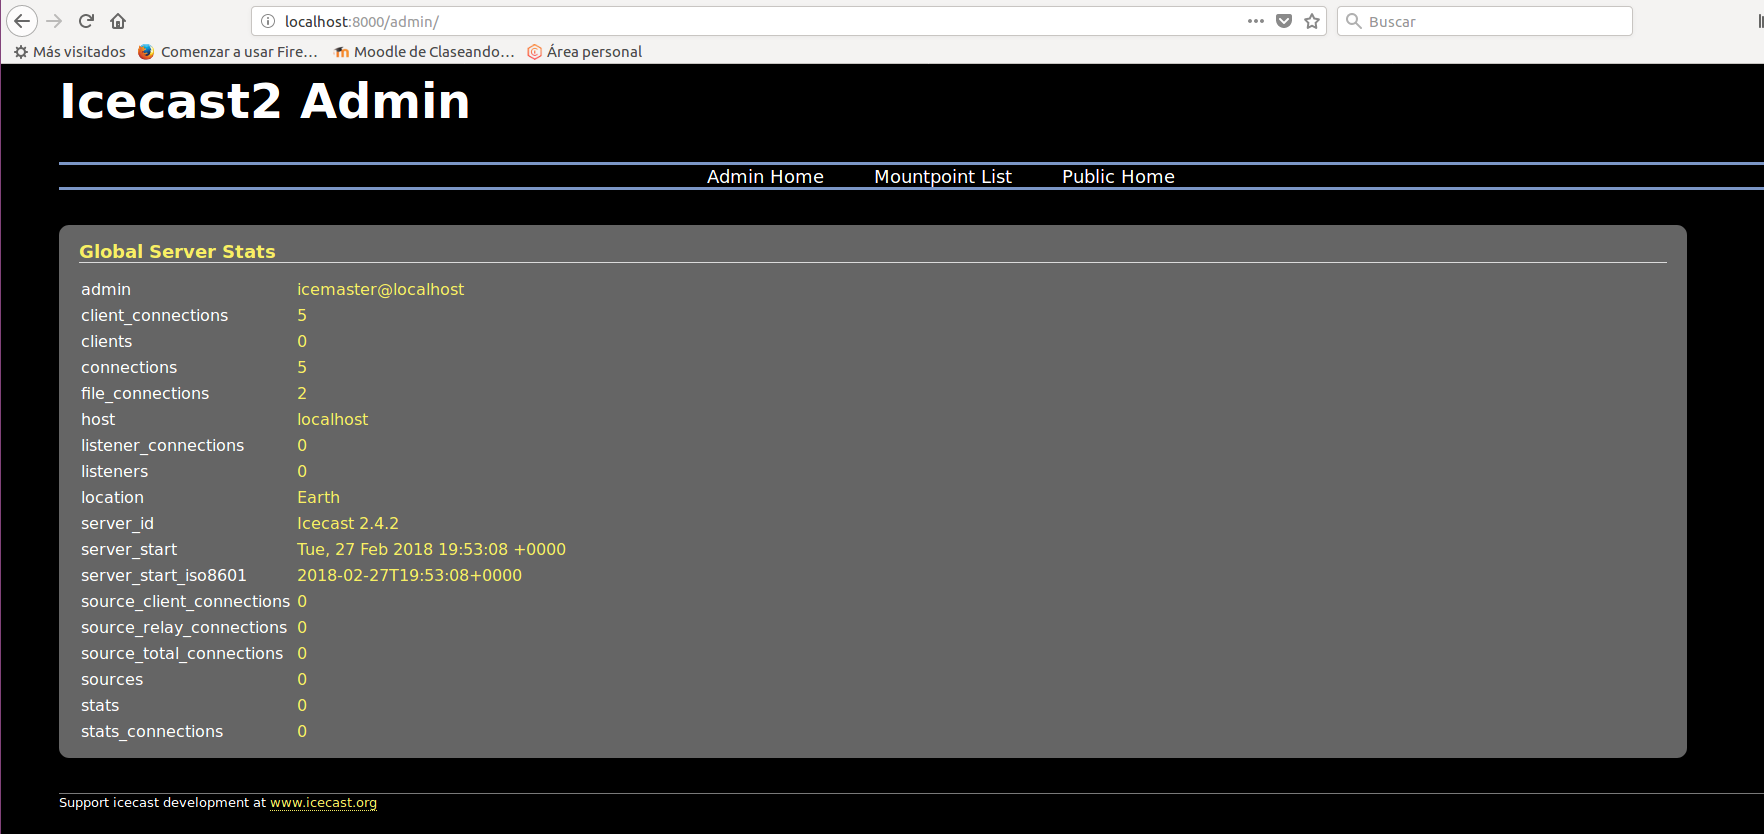 localhost:8000/admin/
Buscar
Más visitados Comenzar a usar Fire... Moodle de Claseando... Área personal
Icecast2 Admin
Admin Home Mountpoint List Public Home
Global Server Stats
admin icemaster@localhost
client_connections 5
clients 0
connections 5
file_connections 2
host localhost
listener_connections 0
listeners 0
location Earth
server_id Icecast 2.4.2
server_start Tue, 27 Feb 2018 19:53:08 +0000
server_start_iso8601 2018-02-27T19:53:08+0000
source_client_connections 0
source_relay_connections 0
source_total_connections 0
sources 0
stats 0
stats_connections 0
Support icecast development at www.icecast.org